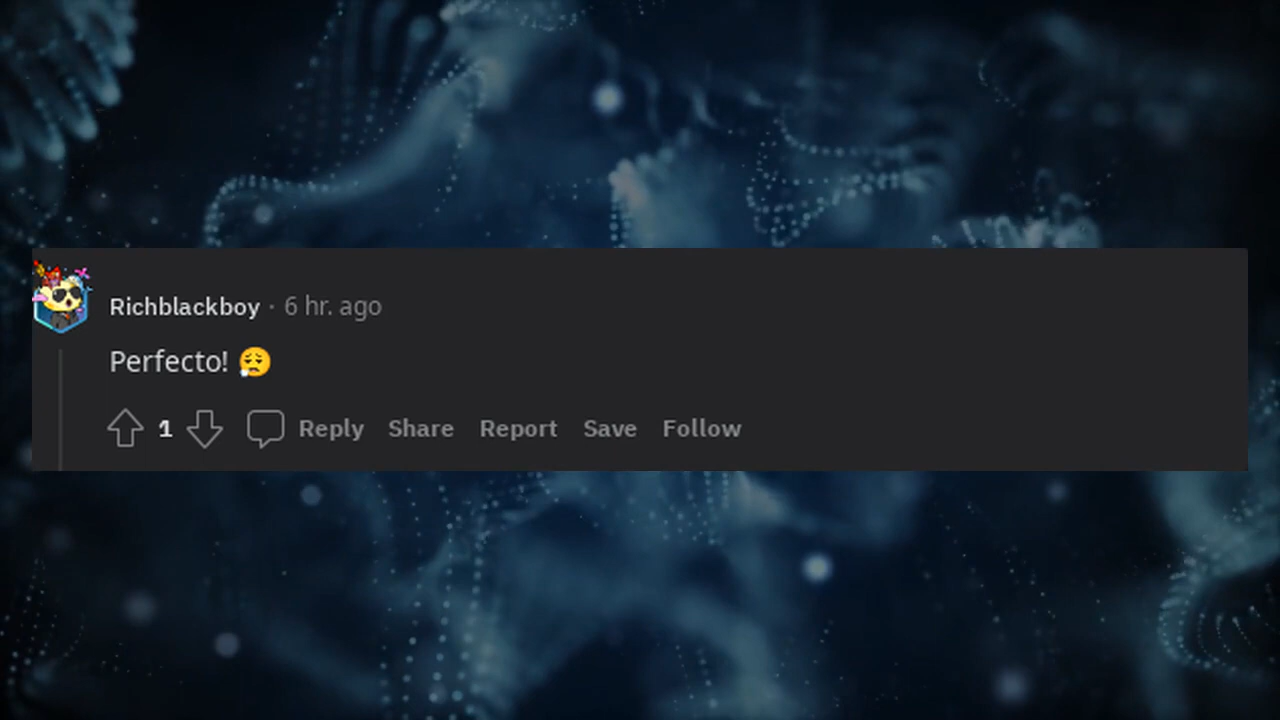 Richblackboy · 6 hr. ago
Perfecto! 😮‍💨
1 Reply Share Report Save Follow